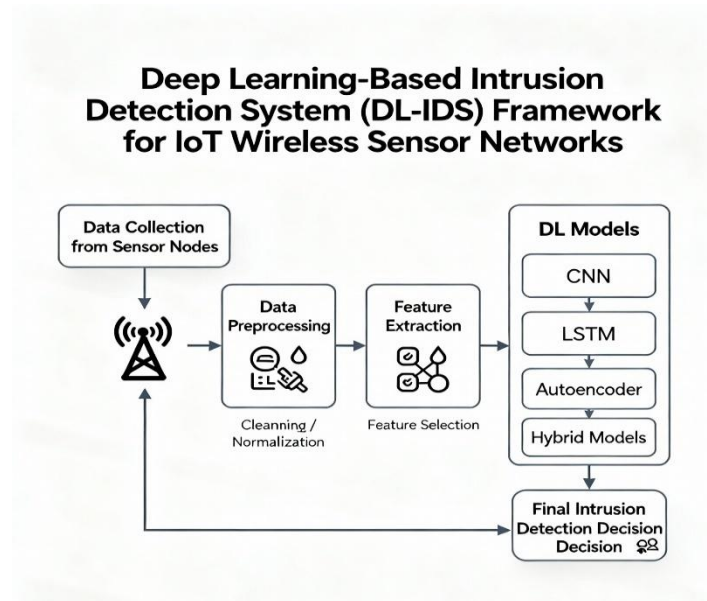 Deep Learning-Based Intrusion
Detection System (DL-IDS) Framework
for IoT Wireless Sensor Networks
Data Collection
from Sensor Nodes
Data
Preprocessing
Cleanning /
Normalization
Feature
Extraction
Feature Selection
DL Models
CNN
LSTM
Autoencoder
Hybrid Models
Final Intrusion
Detection Decision
Decision